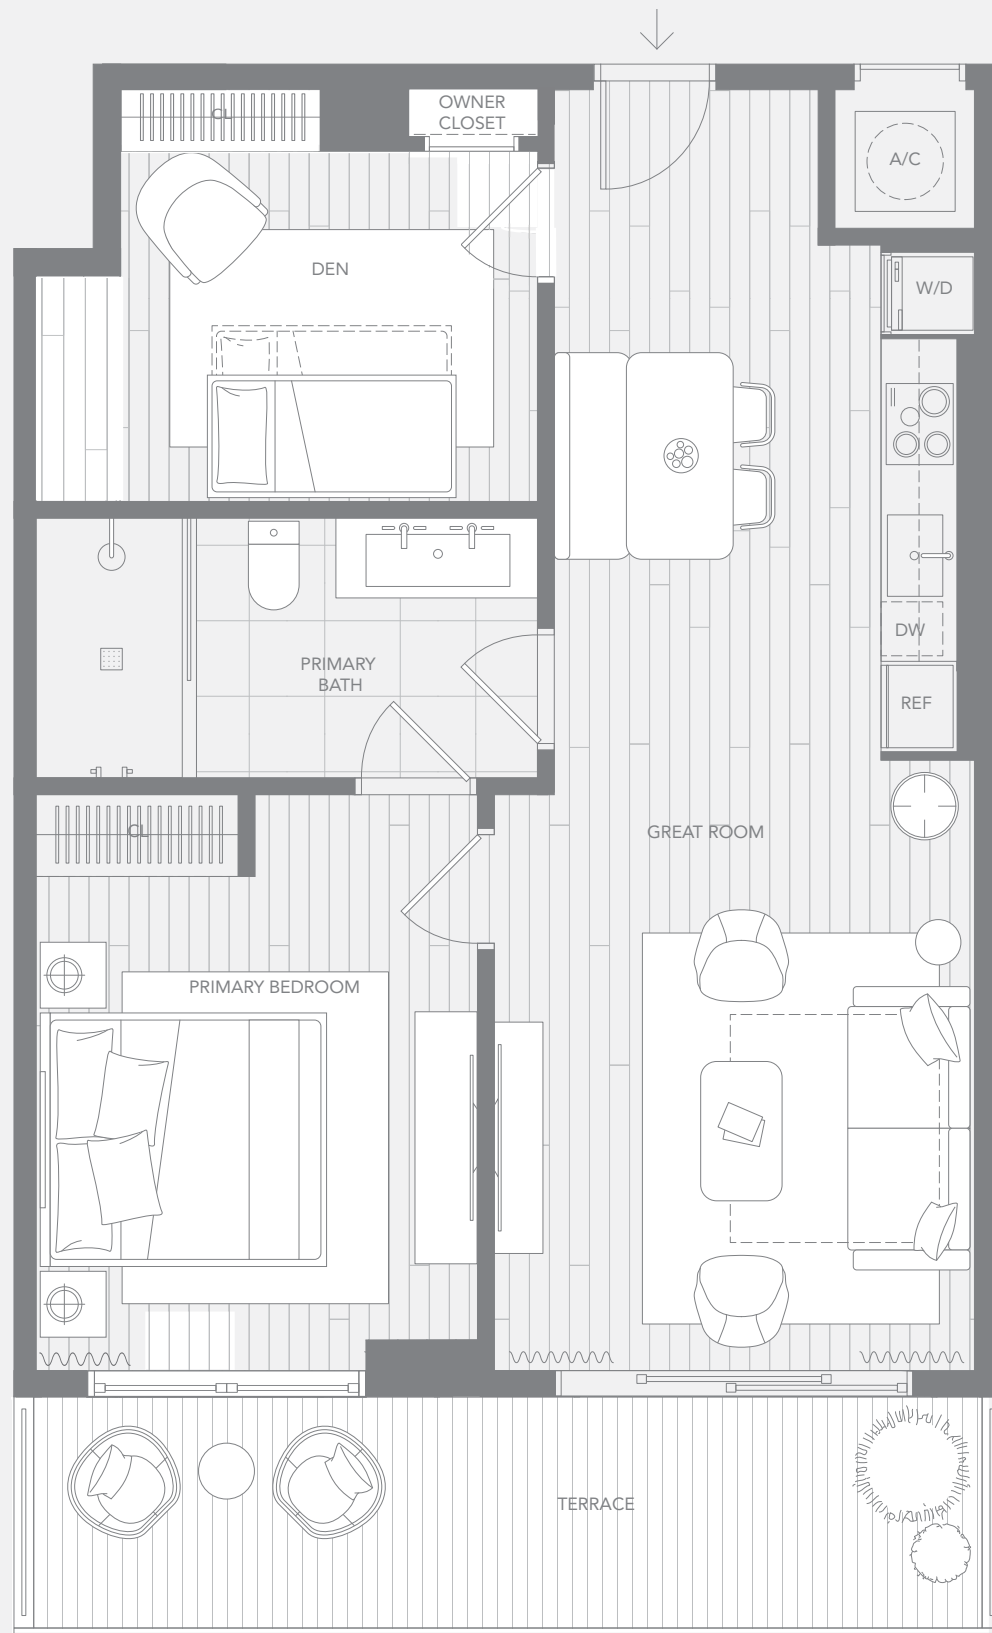 CL
OWNER
CLOSET
A/C
DEN
W/D
DW
PRIMARY
BATH
REF
CL
GREAT ROOM
PRIMARY BEDROOM
TERRACE